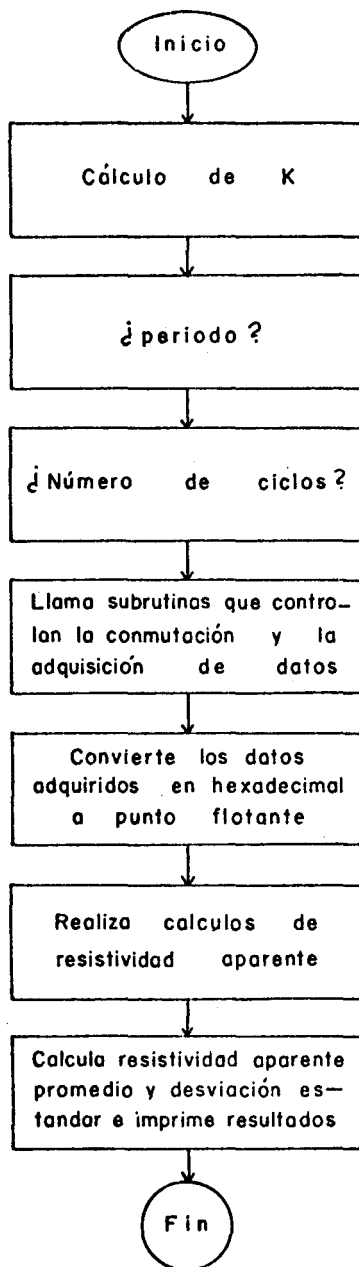 Inicio
Cálculo de K
¿periodo?
¿Número de ciclos?
Llama subrutinas que contro-
lan la conmutación y la
adquisición de datos
Convierte los datos
adquiridos en hexadecimal
a punto flotante
Realiza calculos de
resistividad aparente
Calcula resistividad aparente
promedio y desviación es-
tandar e imprime resultados
Fin